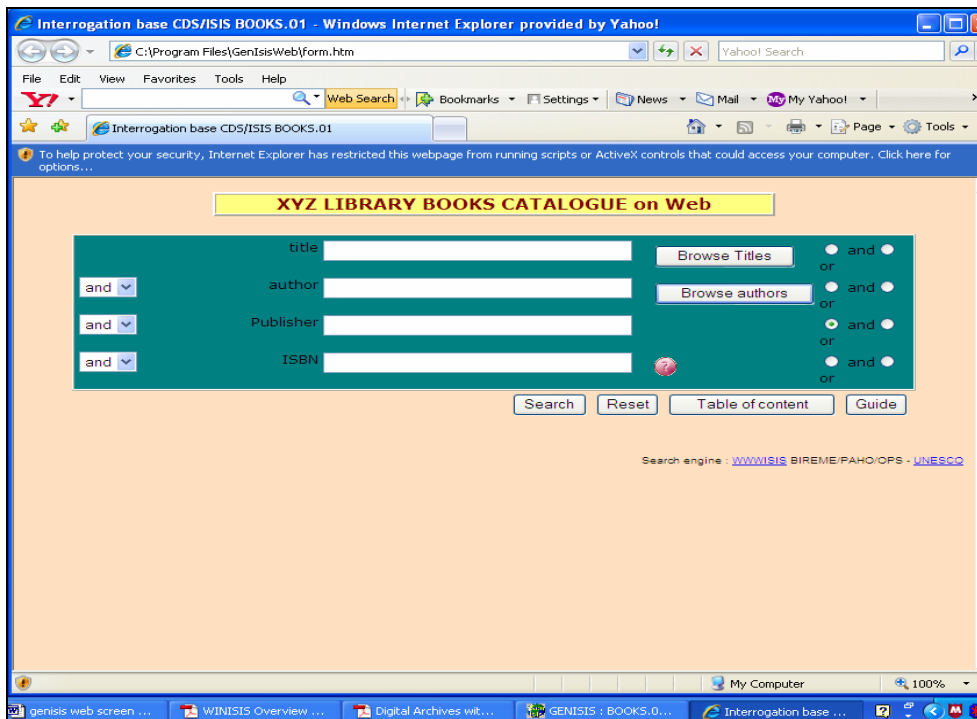 Interrogation base CDS/ISIS BOOKS.01 - Windows Internet Explorer provided by Yahoo!
C:\Program Files\GenIsisWeb\form.htm
Yahoo! Search
File Edit View Favorites Tools Help
Y! Web Search Bookmarks Settings News Mail My My Yahoo!
Interrogation base CDS/ISIS BOOKS.01 Page Tools
To help protect your security, Internet Explorer has restricted this webpage from running scripts or ActiveX controls that could access your computer. Click here for
options...
XYZ LIBRARY BOOKS CATALOGUE on Web
title Browse Titles and
or
and author Browse authors and
or
and Publisher and
or
and ISBN ? and
or
Search Reset Table of content Guide
Search engine : WWWISIS BIREME/PAHO/OPS - UNESCO
My Computer 100%
genisis web screen ... WINISIS Overview ... Digital Archives wit... GENISIS : BOOKS.0... Interrogation base ...